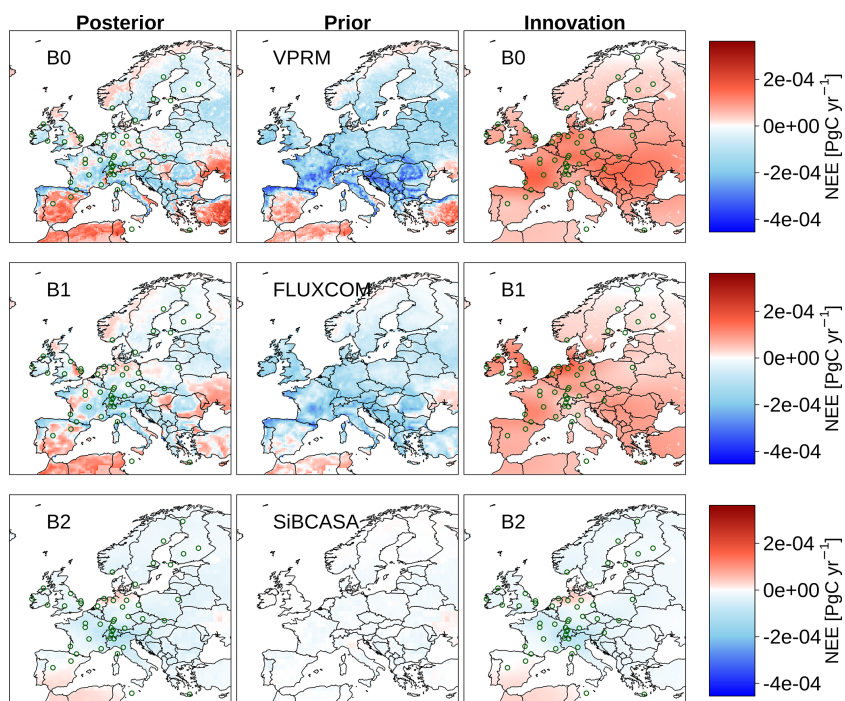 Posterior Prior Innovation
B0 VPRM B0
2e-04
0e+00
-2e-04
-4e-04
NEE [PgC yr⁻¹]
B1 FLUXCOM B1
2e-04
0e+00
-2e-04
-4e-04
NEE [PgC yr⁻¹]
B2 SiBCASA B2
2e-04
0e+00
-2e-04
-4e-04
NEE [PgC yr⁻¹]